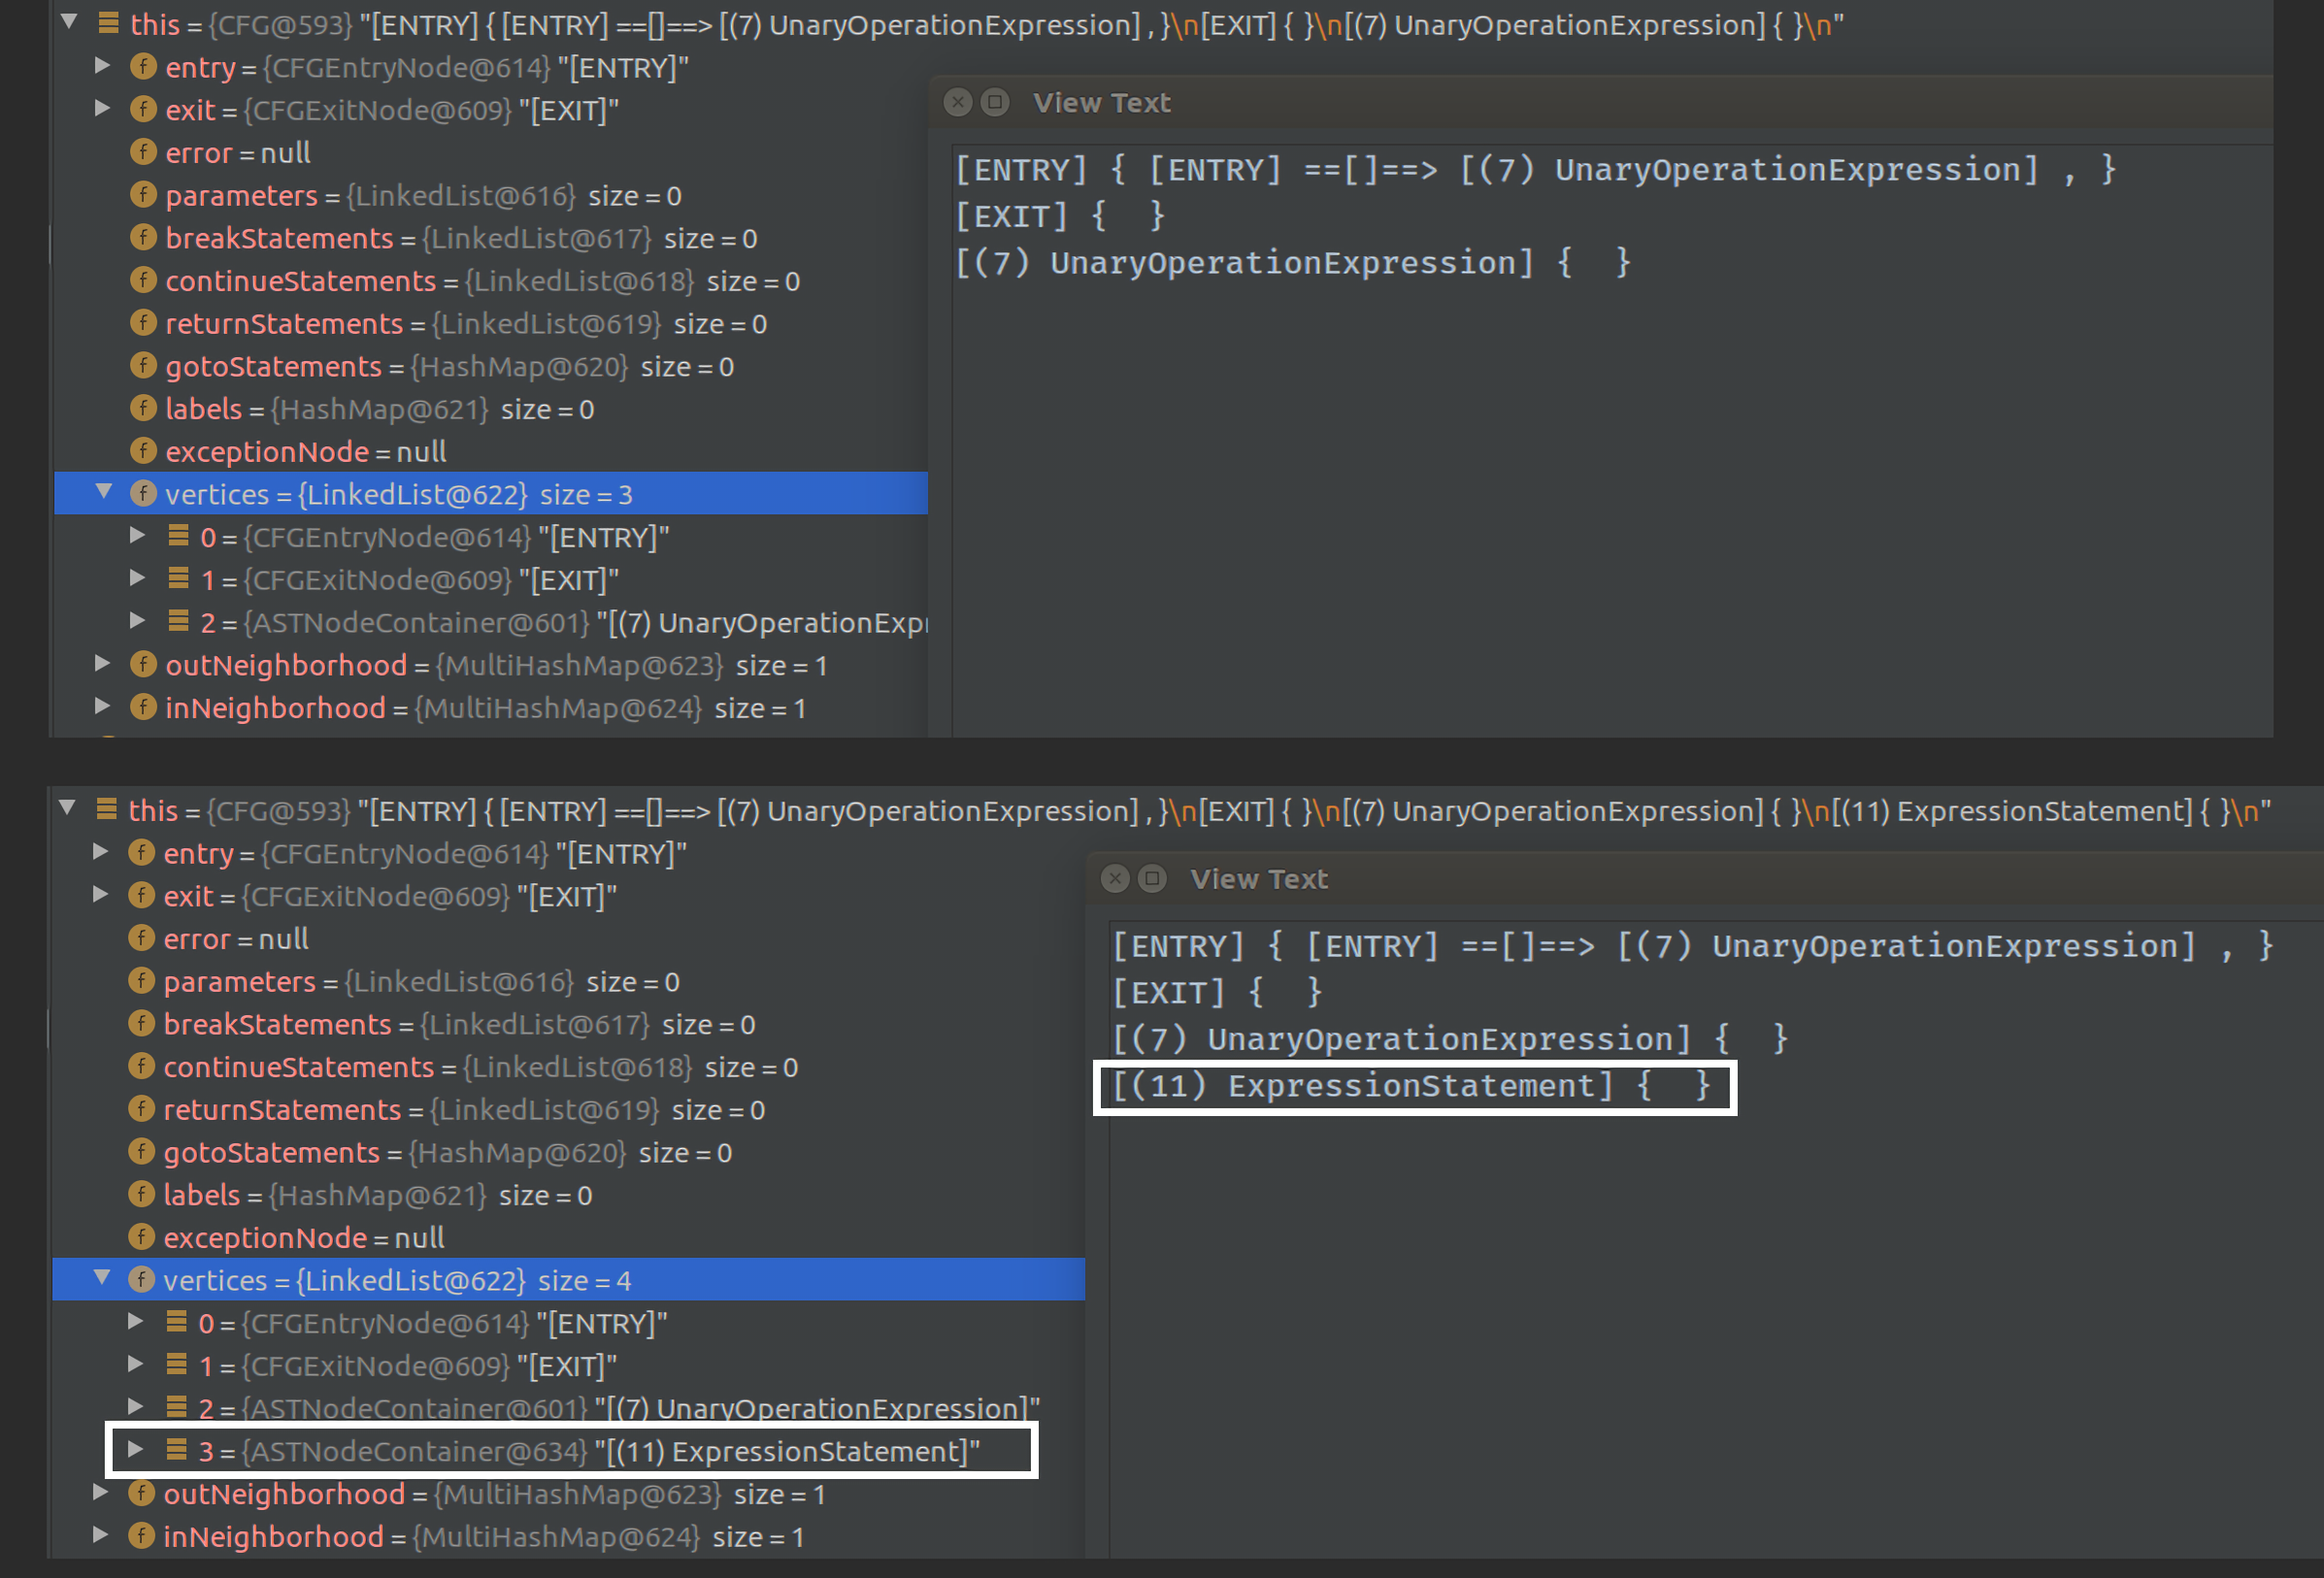 this = {CFG@593} "[ENTRY] { [ENTRY] ==[]==> [(7) UnaryOperationExpression] , }\n[EXIT] {  }\n[(7) UnaryOperationExpression] {  }\n"
entry = {CFGEntryNode@614} "[ENTRY]"
exit = {CFGExitNode@609} "[EXIT]"
error = null
parameters = {LinkedList@616} size = 0
breakStatements = {LinkedList@617} size = 0
continueStatements = {LinkedList@618} size = 0
returnStatements = {LinkedList@619} size = 0
gotoStatements = {HashMap@620} size = 0
labels = {HashMap@621} size = 0
exceptionNode = null
vertices = {LinkedList@622} size = 3
0 = {CFGEntryNode@614} "[ENTRY]"
1 = {CFGExitNode@609} "[EXIT]"
2 = {ASTNodeContainer@601} "[(7) UnaryOperationExpr
outNeighborhood = {MultiHashMap@623} size = 1
inNeighborhood = {MultiHashMap@624} size = 1
View Text
[ENTRY] { [ENTRY] ==[]==> [(7) UnaryOperationExpression] , }
[EXIT] {  }
[(7) UnaryOperationExpression] {  }
this = {CFG@593} "[ENTRY] { [ENTRY] ==[]==> [(7) UnaryOperationExpression] , }\n[EXIT] {  }\n[(7) UnaryOperationExpression] {  }\n[(11) ExpressionStatement] {  }\n"
entry = {CFGEntryNode@614} "[ENTRY]"
exit = {CFGExitNode@609} "[EXIT]"
error = null
parameters = {LinkedList@616} size = 0
breakStatements = {LinkedList@617} size = 0
continueStatements = {LinkedList@618} size = 0
returnStatements = {LinkedList@619} size = 0
gotoStatements = {HashMap@620} size = 0
labels = {HashMap@621} size = 0
exceptionNode = null
vertices = {LinkedList@622} size = 4
0 = {CFGEntryNode@614} "[ENTRY]"
1 = {CFGExitNode@609} "[EXIT]"
2 = {ASTNodeContainer@601} "[(7) UnaryOperationExpression]"
3 = {ASTNodeContainer@634} "[(11) ExpressionStatement]"
outNeighborhood = {MultiHashMap@623} size = 1
inNeighborhood = {MultiHashMap@624} size = 1
View Text
[ENTRY] { [ENTRY] ==[]==> [(7) UnaryOperationExpression] , }
[EXIT] {  }
[(7) UnaryOperationExpression] {  }
[(11) ExpressionStatement] {  }